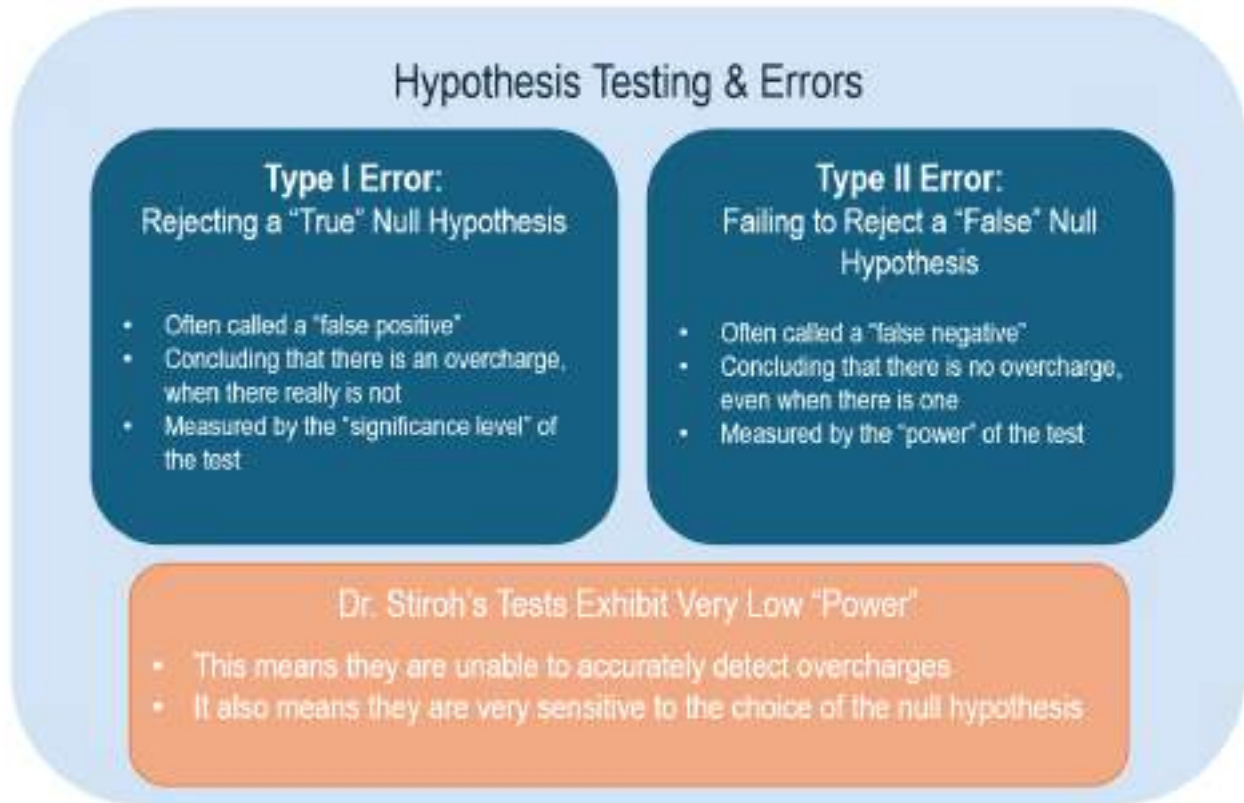 Hypothesis Testing & Errors
Type I Error:
Rejecting a “True” Null Hypothesis
• Often called a “false positive”
• Concluding that there is an overcharge,
when there really is not
• Measured by the “significance level” of
the test
Type II Error:
Failing to Reject a “False” Null
Hypothesis
• Often called a “false negative”
• Concluding that there is no overcharge,
even when there is one
• Measured by the “power” of the test
Dr. Stiroh’s Tests Exhibit Very Low “Power”
• This means they are unable to accurately detect overcharges
• It also means they are very sensitive to the choice of the null hypothesis